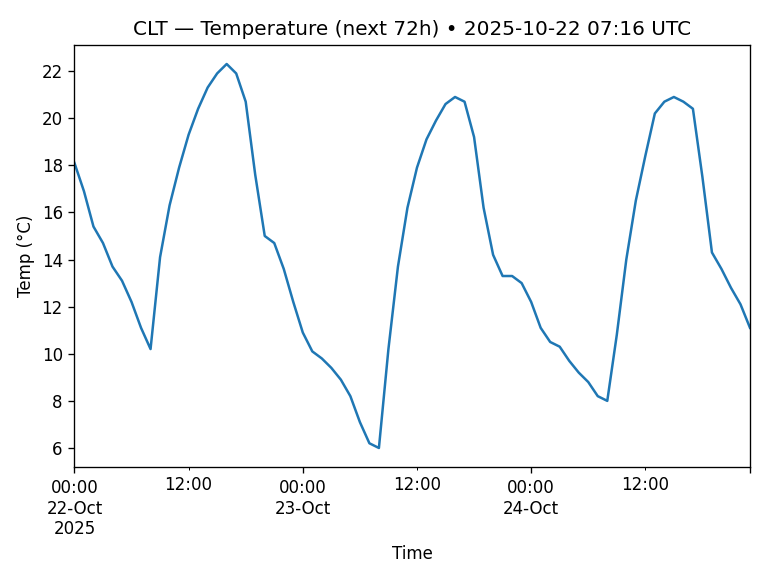 CLT — Temperature (next 72h) • 2025-10-22 07:16 UTC
Temp (°C)
22
20
18
16
14
12
10
8
6
00:00 12:00 00:00 12:00 00:00 12:00
22-Oct 23-Oct 24-Oct
2025
Time